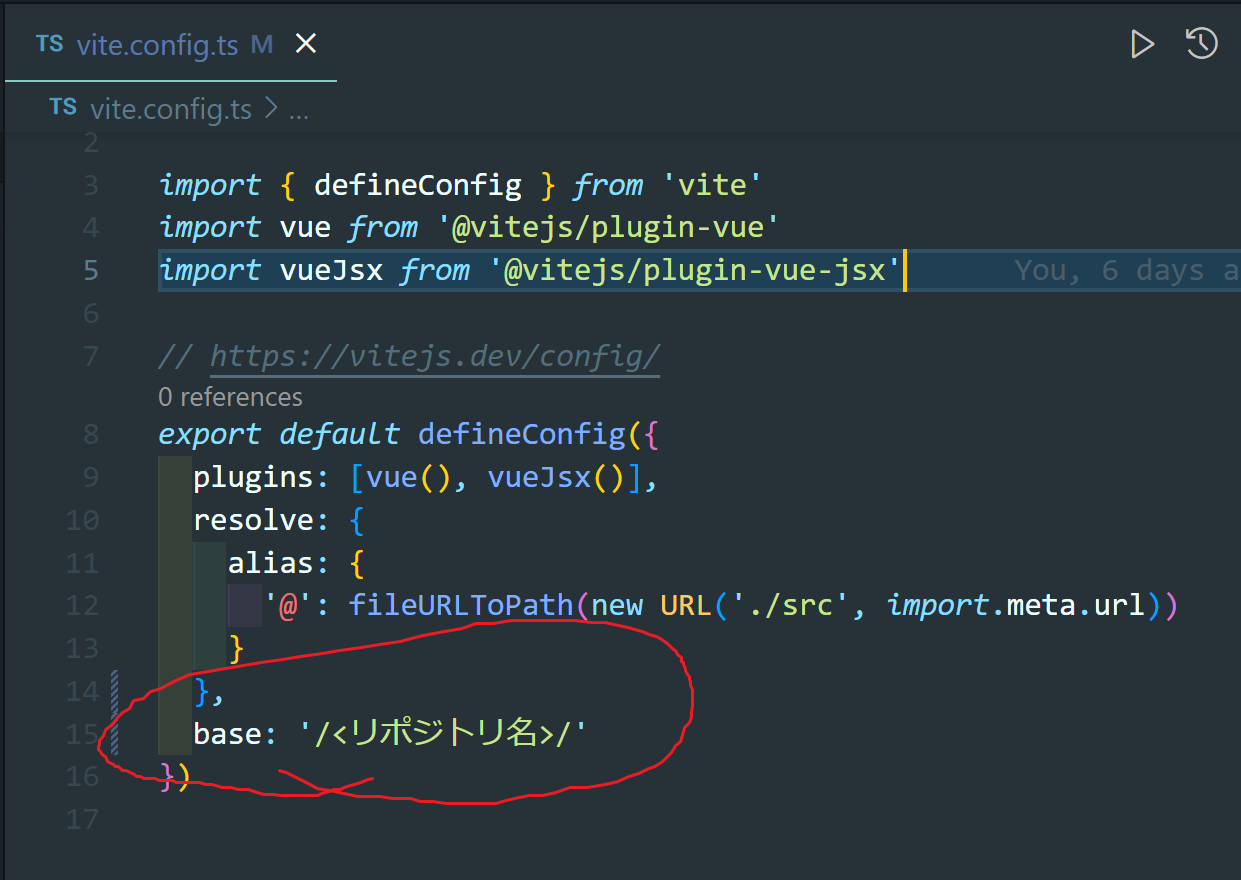 TS vite.config.ts M
TS vite.config.ts > ...
2
3 import { defineConfig } from 'vite'
4 import vue from '@vitejs/plugin-vue'
5 import vueJsx from '@vitejs/plugin-vue-jsx' You, 6 days a
6
7 // https://vitejs.dev/config/
0 references
8 export default defineConfig({
9 plugins: [vue(), vueJsx()],
10 resolve: {
11 alias: {
12 '@': fileURLToPath(new URL('./src', import.meta.url))
13 }
14 },
15 base: '/<リポジトリ名>/'
16 })
17